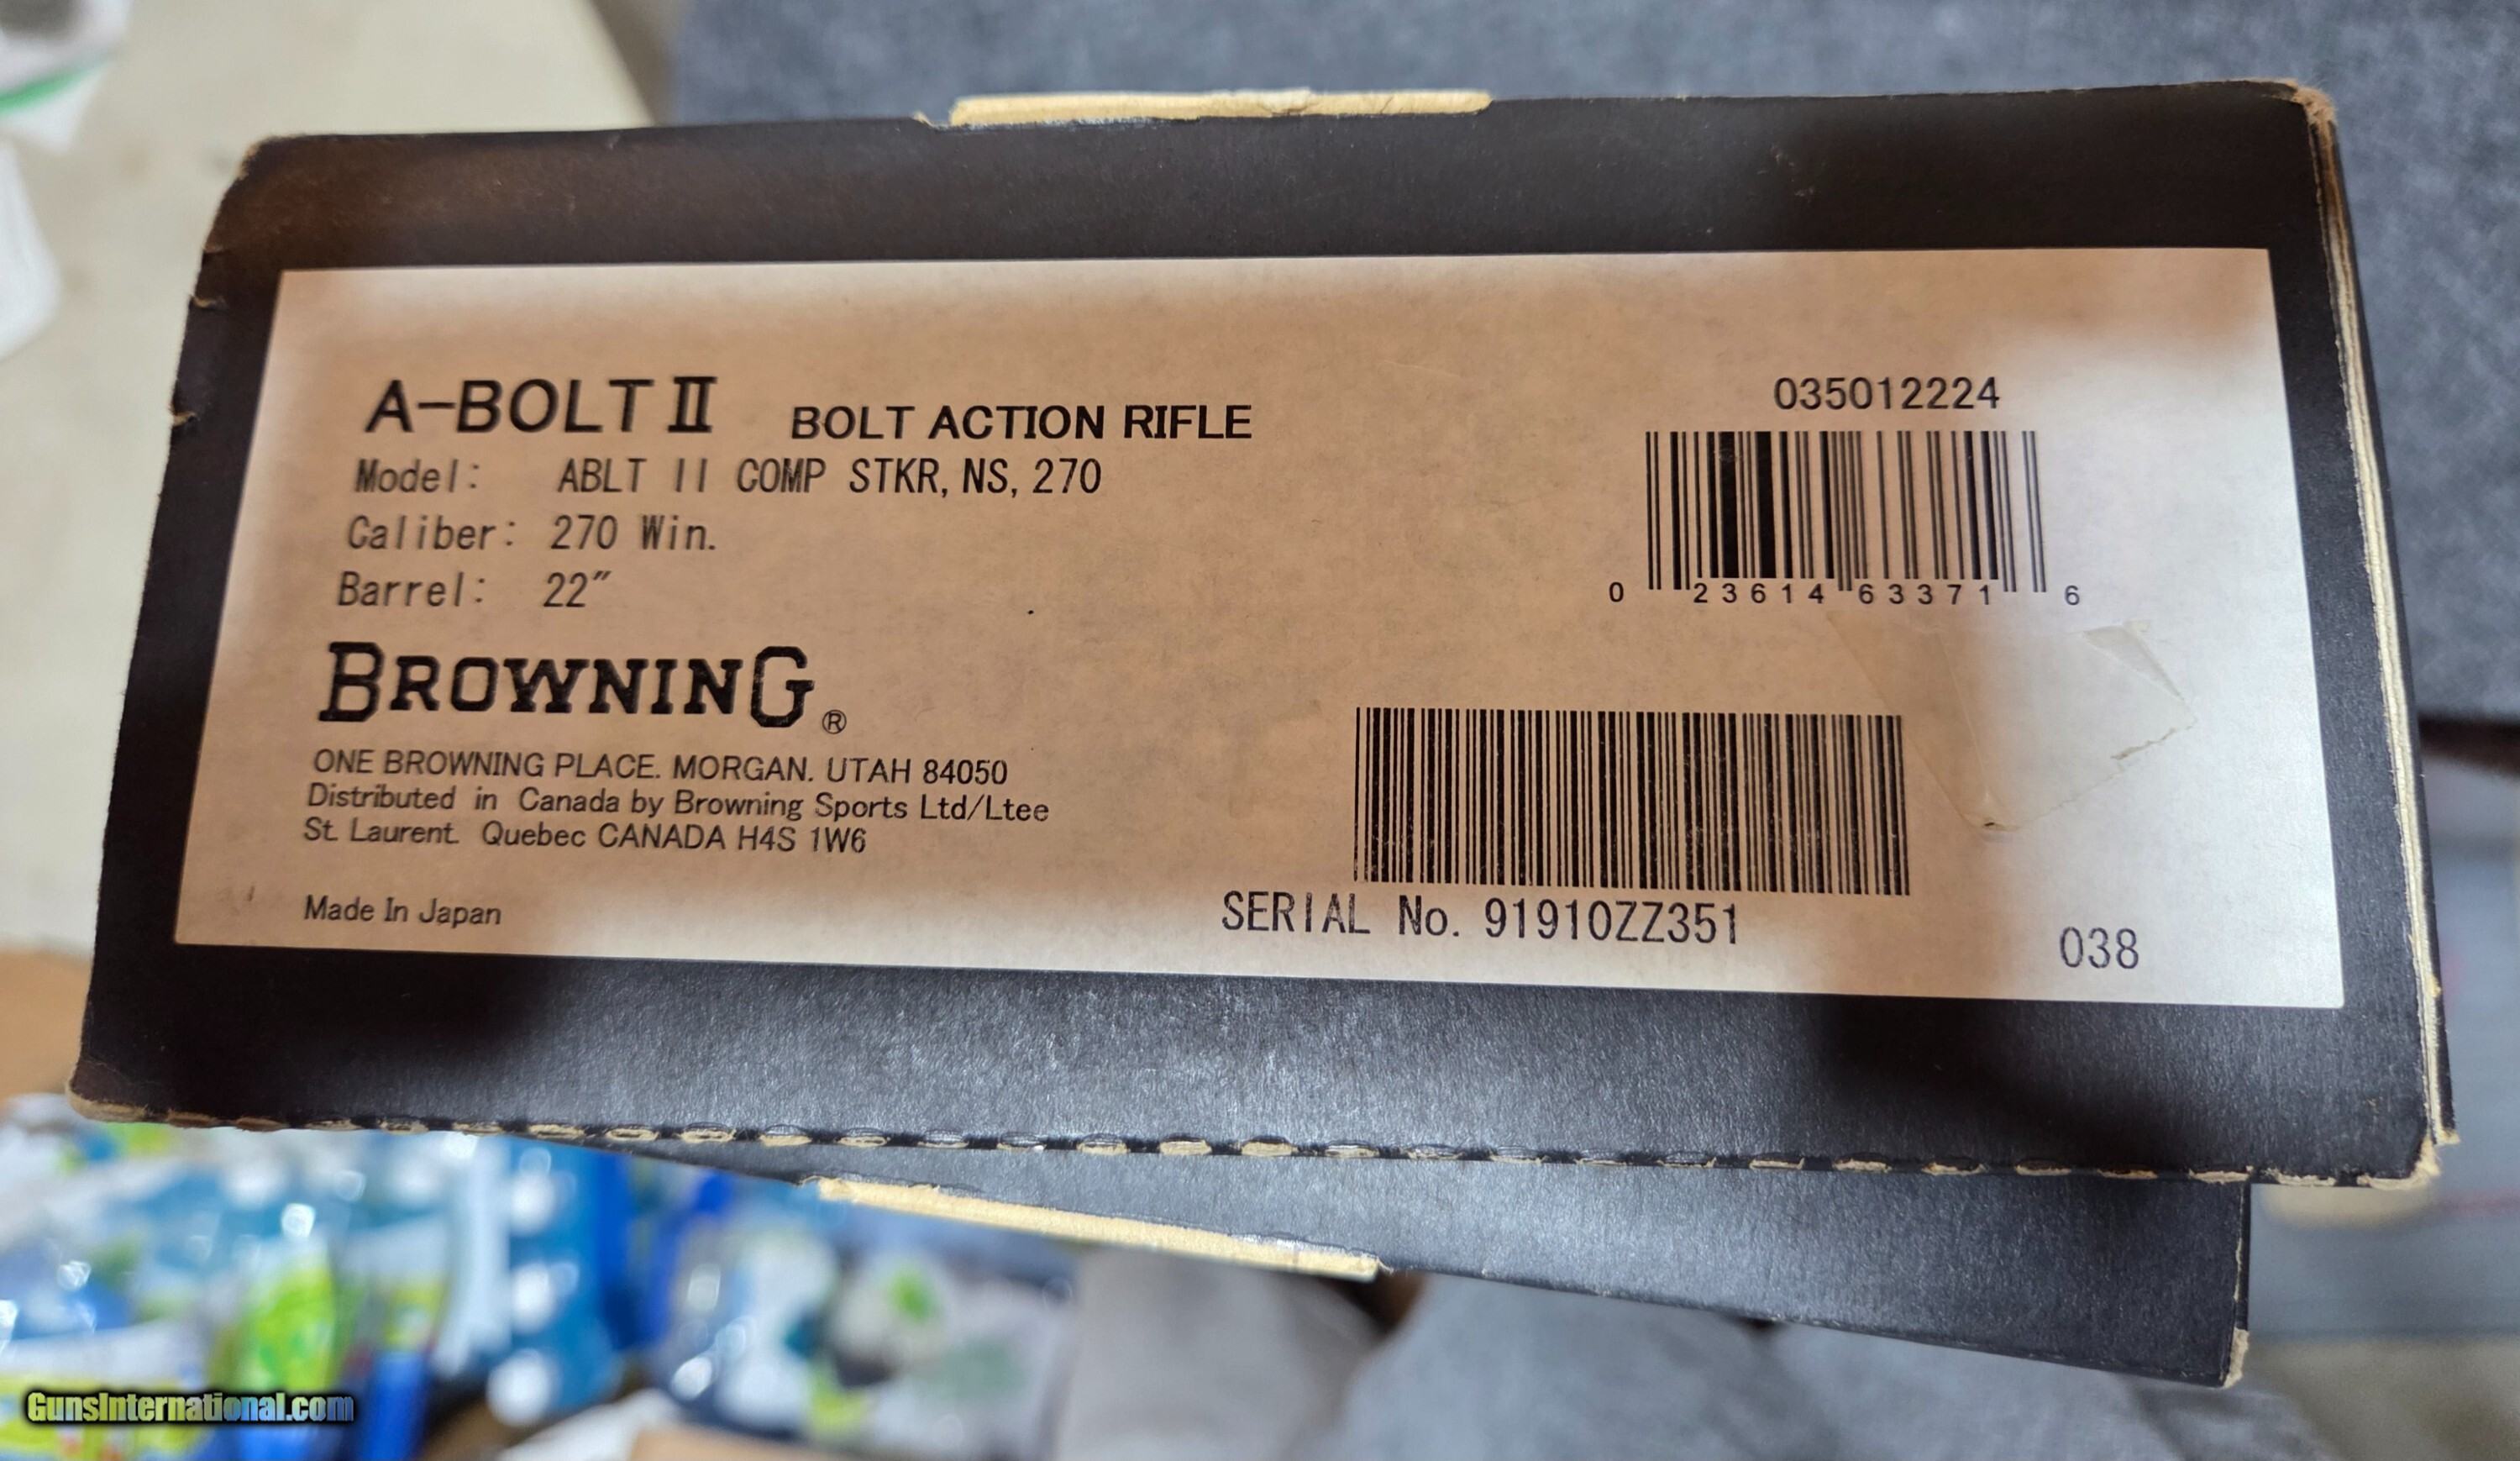 A-BOLT II BOLT ACTION RIFLE
Model: ABLT II COMP STKR, NS, 270
Caliber: 270 Win.
Barrel: 22"
BROWNING®
ONE BROWNING PLACE. MORGAN. UTAH 84050
Distributed in Canada by Browning Sports Ltd/Ltee
St. Laurent. Quebec CANADA H4S 1W6
Made In Japan
035012224
0 23614 63371 6
SERIAL No. 91910ZZ351
038
GunsInternational.com